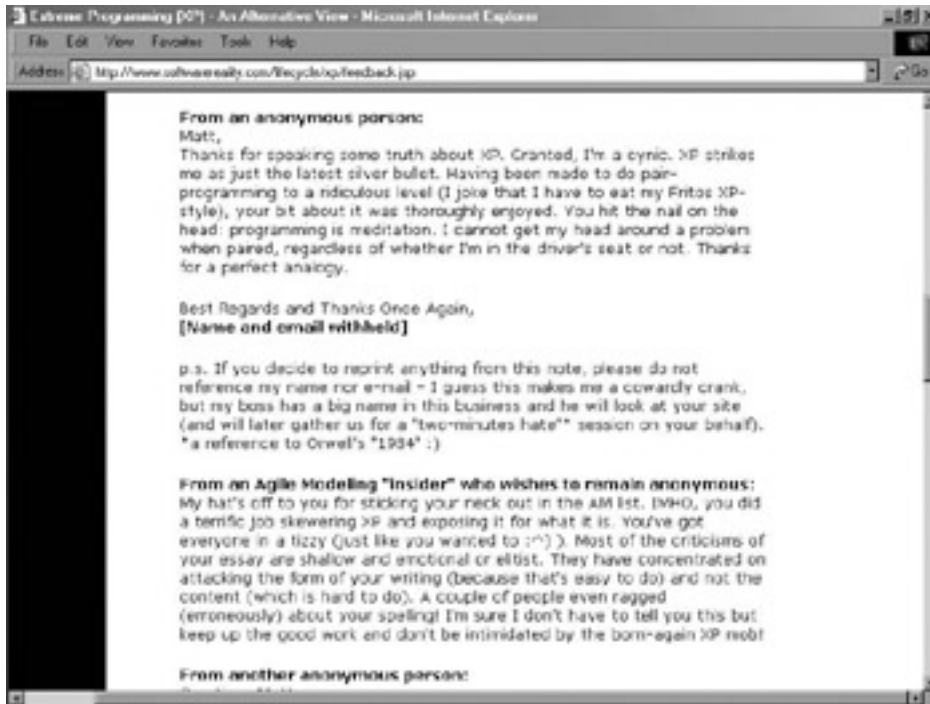 Extreme Programming [XP] - An Alternative View - Microsoft Internet Explorer
File Edit View Favorites Tools Help
Address http://www.softwarereality.com/lifecycle/xp/feedback.jsp Go
From an anonymous person:
Matt,
Thanks for speaking some truth about XP. Granted, I'm a cynic. XP strikes
me as just the latest silver bullet. Having been made to do pair-
programming to a ridiculous level (I joke that I have to eat my Fritos XP-
style), your bit about it was thoroughly enjoyed. You hit the nail on the
head: programming is meditation. I cannot get my head around a problem
when paired, regardless of whether I'm in the driver's seat or not. Thanks
for a perfect analogy.
Best Regards and Thanks Once Again,
[Name and email withheld]
p.s. If you decide to reprint anything from this note, please do not
reference my name nor e-mail - I guess this makes me a cowardly crank,
but my boss has a big name in this business and he will look at your site
(and will later gather us for a "two-minutes hate"* session on your behalf).
*a reference to Orwell's "1984" :)
From an Agile Modeling "insider" who wishes to remain anonymous:
My hat's off to you for sticking your neck out in the AM list. IMHO, you did
a terrific job skewering XP and exposing it for what it is. You've got
everyone in a tizzy (just like you wanted to :^) ). Most of the criticisms of
your essay are shallow and emotional or elitist. They have concentrated on
attacking the form of your writing (because that's easy to do) and not the
content (which is hard to do). A couple of people even ragged
(erroneously) about your spelling! I'm sure I don't have to tell you this but
keep up the good work and don't be intimidated by the born-again XP mob!
From another anonymous person: